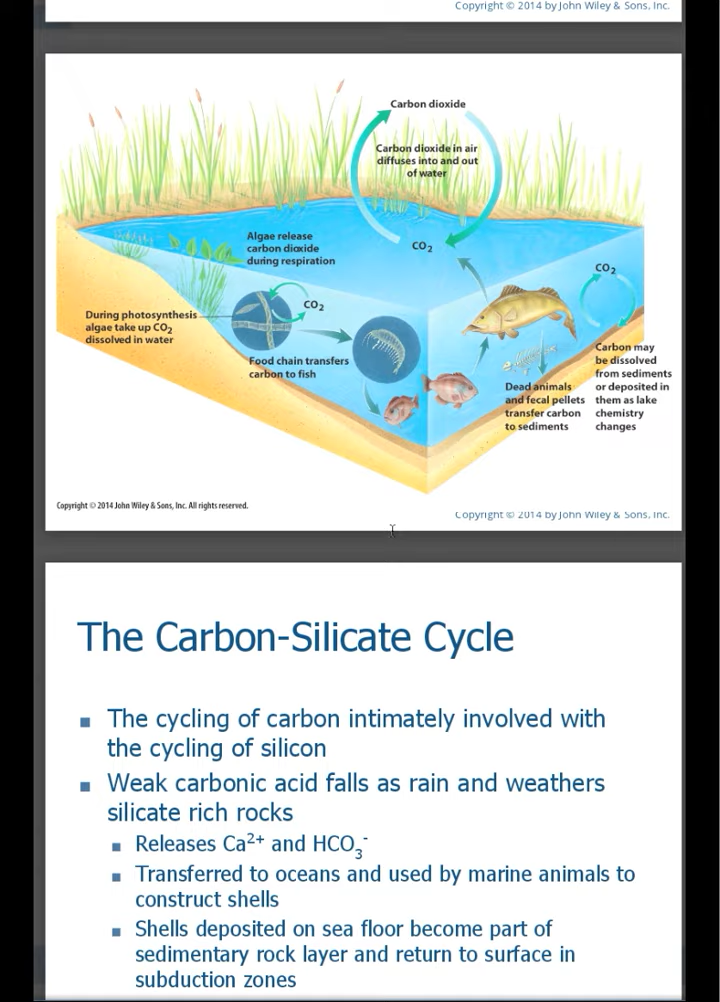 Copyright © 2014 by John Wiley & Sons, Inc.
Carbon dioxide
Carbon dioxide in air
diffuses into and out
of water
Algae release
carbon dioxide
during respiration
CO₂
CO₂
CO₂
During photosynthesis
algae take up CO₂
dissolved in water
Food chain transfers
carbon to fish
Dead animals
and fecal pellets
transfer carbon
to sediments
Carbon may
be dissolved
from sediments
or deposited in
them as lake
chemistry
changes
Copyright © 2014 John Wiley & Sons, Inc. All rights reserved.
Copyright © 2014 by John Wiley & Sons, Inc.
The Carbon-Silicate Cycle
■ The cycling of carbon intimately involved with
the cycling of silicon
■ Weak carbonic acid falls as rain and weathers
silicate rich rocks
■ Releases Ca²⁺ and HCO₃⁻
■ Transferred to oceans and used by marine animals to
construct shells
■ Shells deposited on sea floor become part of
sedimentary rock layer and return to surface in
subduction zones